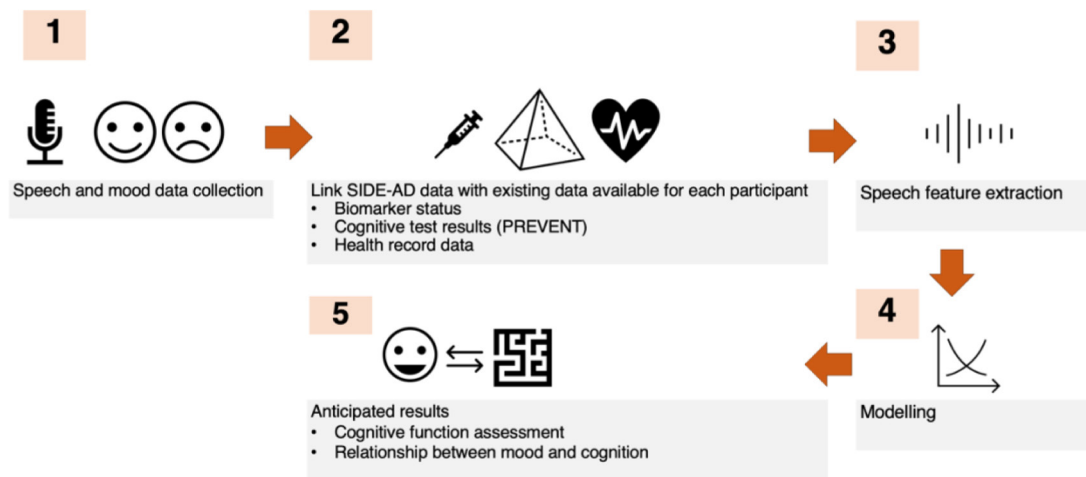 1
Speech and mood data collection
2
Link SIDE-AD data with existing data available for each participant
• Biomarker status
• Cognitive test results (PREVENT)
• Health record data
3
Speech feature extraction
4
Modelling
5
Anticipated results
• Cognitive function assessment
• Relationship between mood and cognition